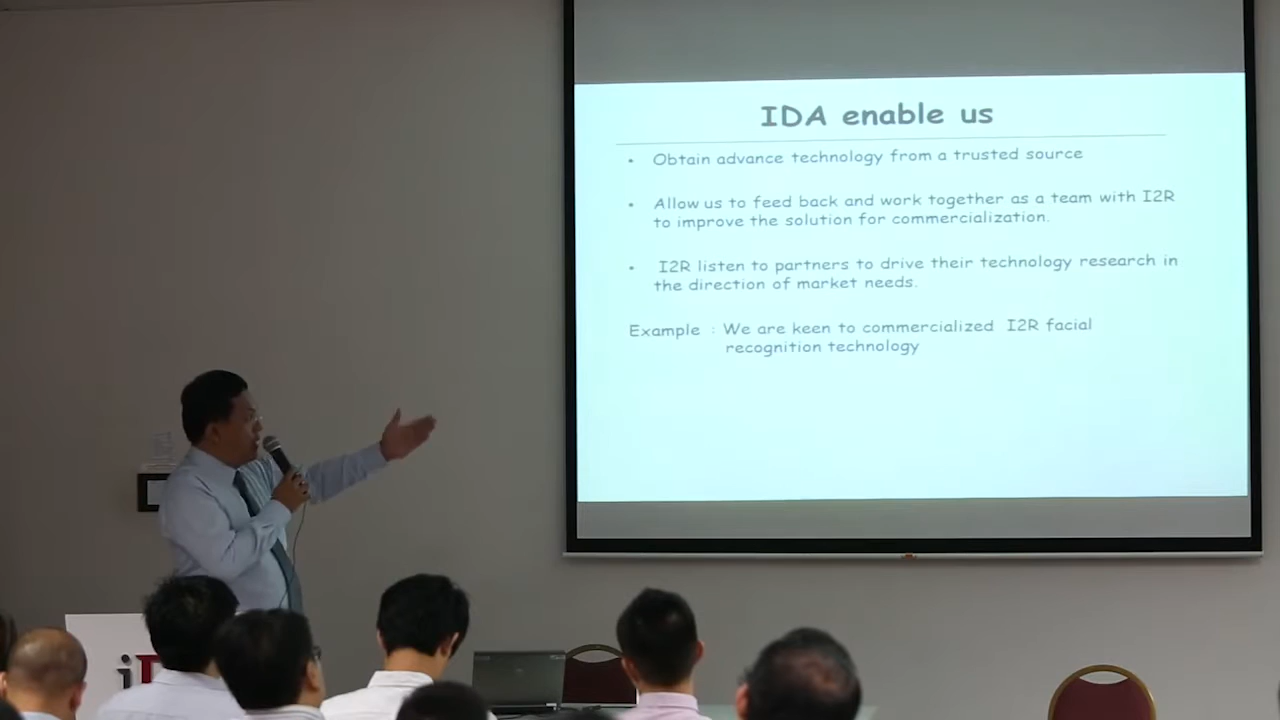 IDA enable us
• Obtain advance technology from a trusted source
• Allow us to feed back and work together as a team with I2R
to improve the solution for commercialization.
• I2R listen to partners to drive their technology research in
the direction of market needs.
Example : We are keen to commercialized I2R facial
recognition technology